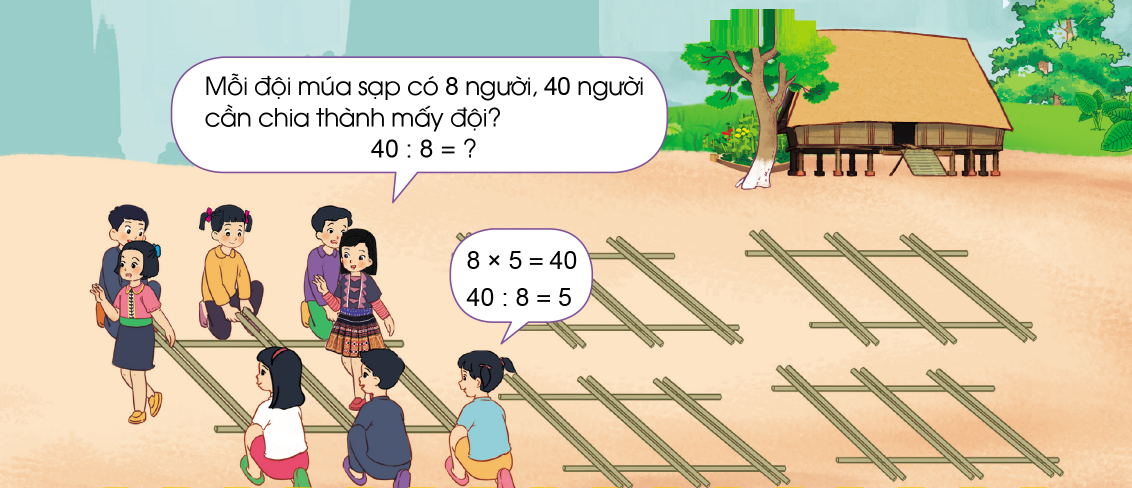 Mỗi đội múa sạp có 8 người, 40 người
cần chia thành mấy đội?
40 : 8 = ?
8 × 5 = 40
40 : 8 = 5